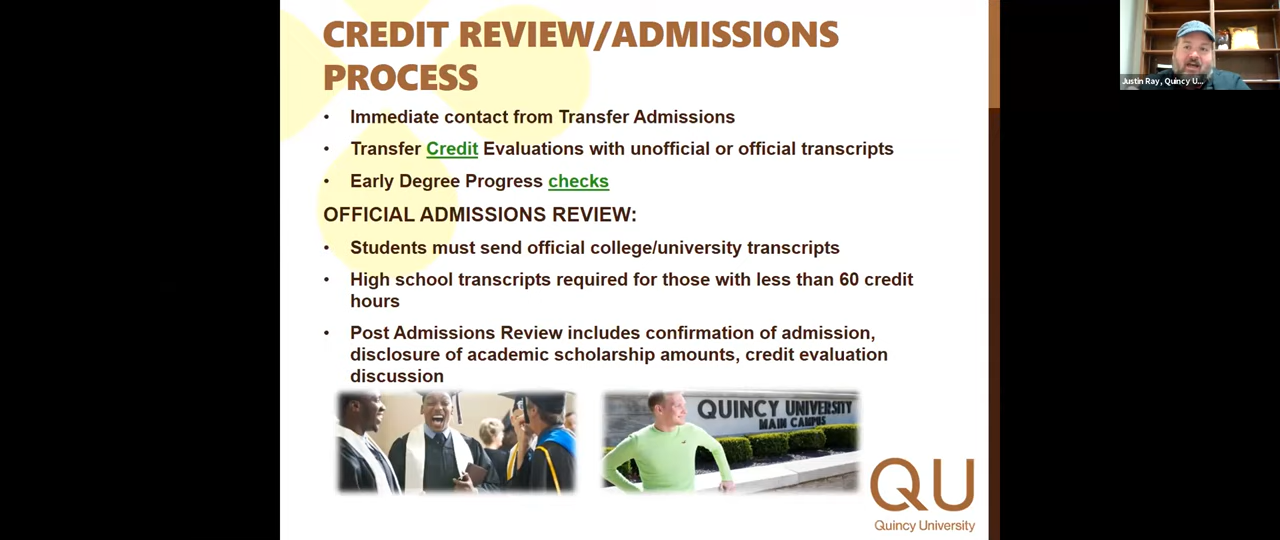 CREDIT REVIEW/ADMISSIONS
PROCESS
• Immediate contact from Transfer Admissions
• Transfer Credit Evaluations with unofficial or official transcripts
• Early Degree Progress checks
OFFICIAL ADMISSIONS REVIEW:
• Students must send official college/university transcripts
• High school transcripts required for those with less than 60 credit
hours
• Post Admissions Review includes confirmation of admission,
disclosure of academic scholarship amounts, credit evaluation
discussion
QUINCY UNIVERSITY
MAIN CAMPUS
QU
Quincy University
Justin Ray, Quincy U...